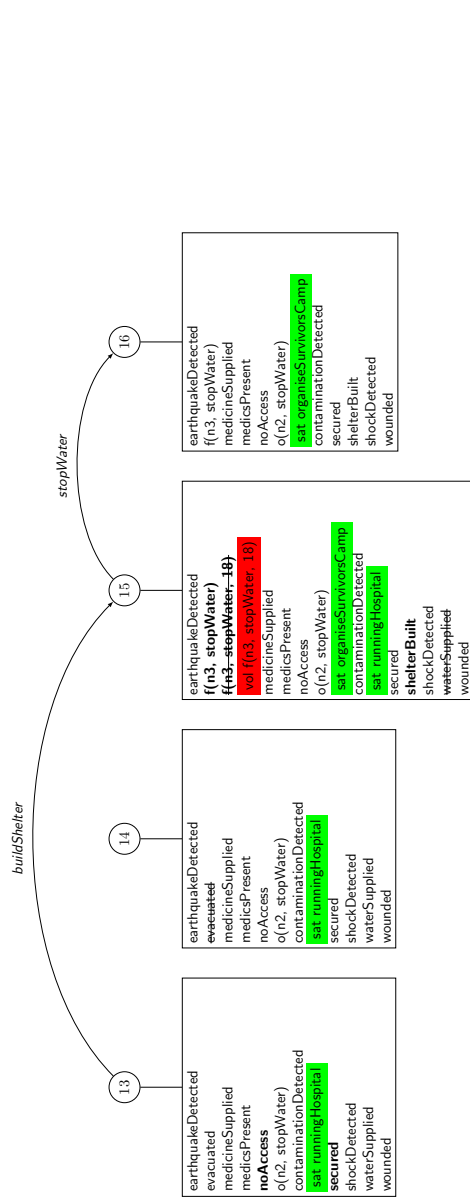 buildShelter
stopWater
13
14
15
16
earthquakeDetected
evacuated
medicineSupplied
medicsPresent
noAccess
o(n2, stopWater)
contaminationDetected
sat runningHospital
secured
shockDetected
waterSupplied
wounded
earthquakeDetected
evacuated
medicineSupplied
medicsPresent
noAccess
o(n2, stopWater)
contaminationDetected
sat runningHospital
secured
shockDetected
waterSupplied
wounded
earthquakeDetected
f(n3, stopWater)
f(n3, stopWater, 18)
vol f(n3, stopWater, 18)
medicineSupplied
medicsPresent
noAccess
o(n2, stopWater)
sat organiseSurvivorsCamp
contaminationDetected
sat runningHospital
secured
shelterBuilt
shockDetected
waterSupplied
wounded
earthquakeDetected
f(n3, stopWater)
medicineSupplied
medicsPresent
noAccess
o(n2, stopWater)
sat organiseSurvivorsCamp
contaminationDetected
secured
shelterBuilt
shockDetected
wounded